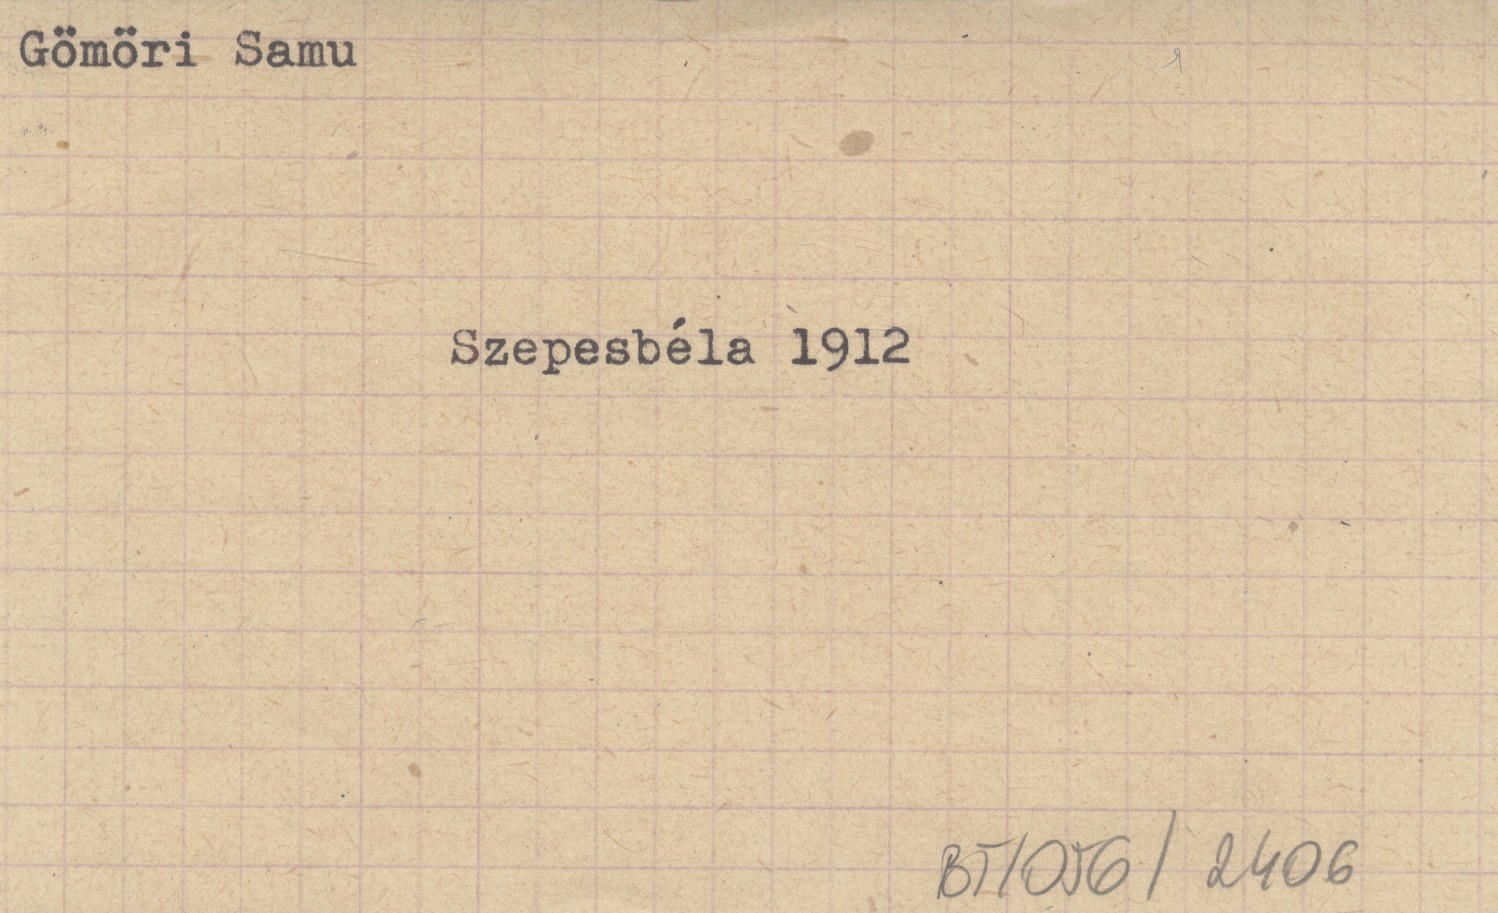 Gömöri Samu
Szepesbéla 1912
BT/056/2406